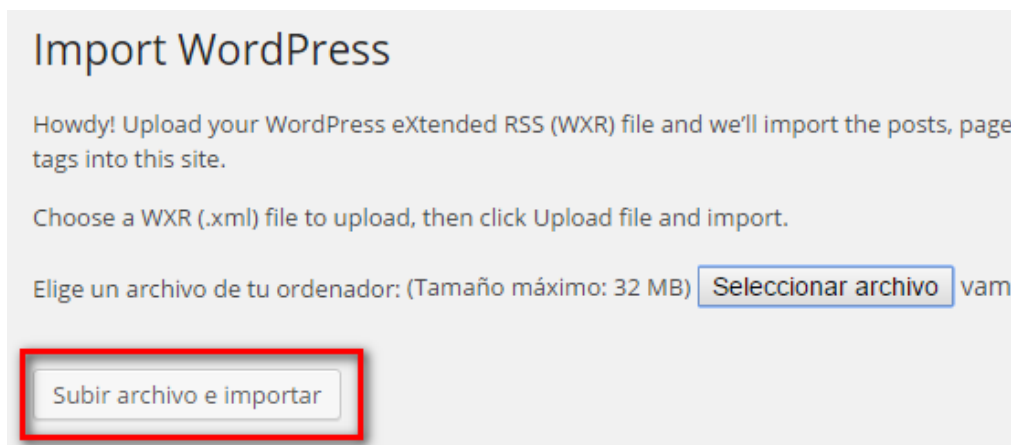 Import WordPress
Howdy! Upload your WordPress eXtended RSS (WXR) file and we'll import the posts, page
tags into this site.
Choose a WXR (.xml) file to upload, then click Upload file and import.
Elige un archivo de tu ordenador: (Tamaño máximo: 32 MB) Seleccionar archivo vam
Subir archivo e importar